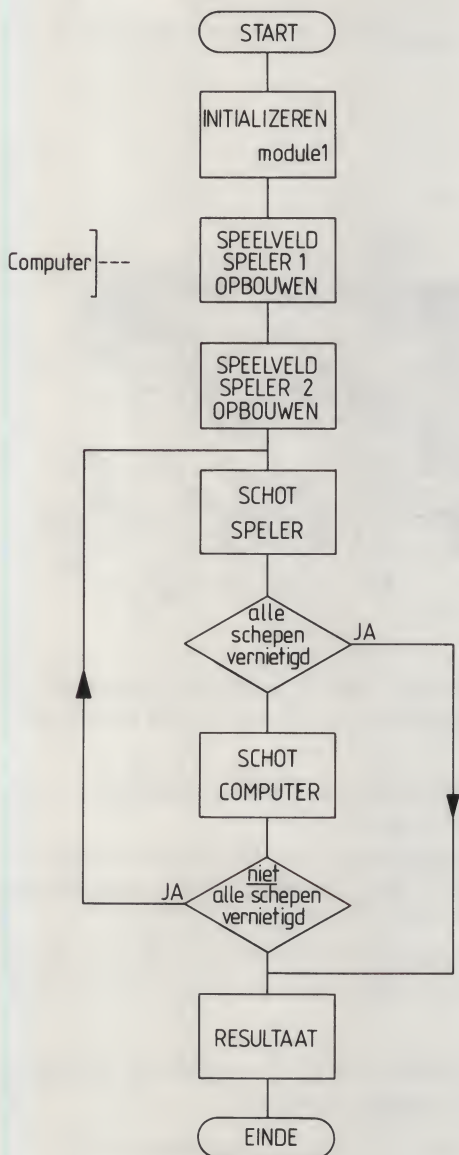 START
INITIALIZEREN
module1
Computer
SPEELVELD
SPELER 1
OPBOUWEN
SPEELVELD
SPELER 2
OPBOUWEN
SCHOT
SPELER
alle
schepen
vernietigd
JA
SCHOT
COMPUTER
JA
niet
alle schepen
vernietigd
RESULTAAT
EINDE